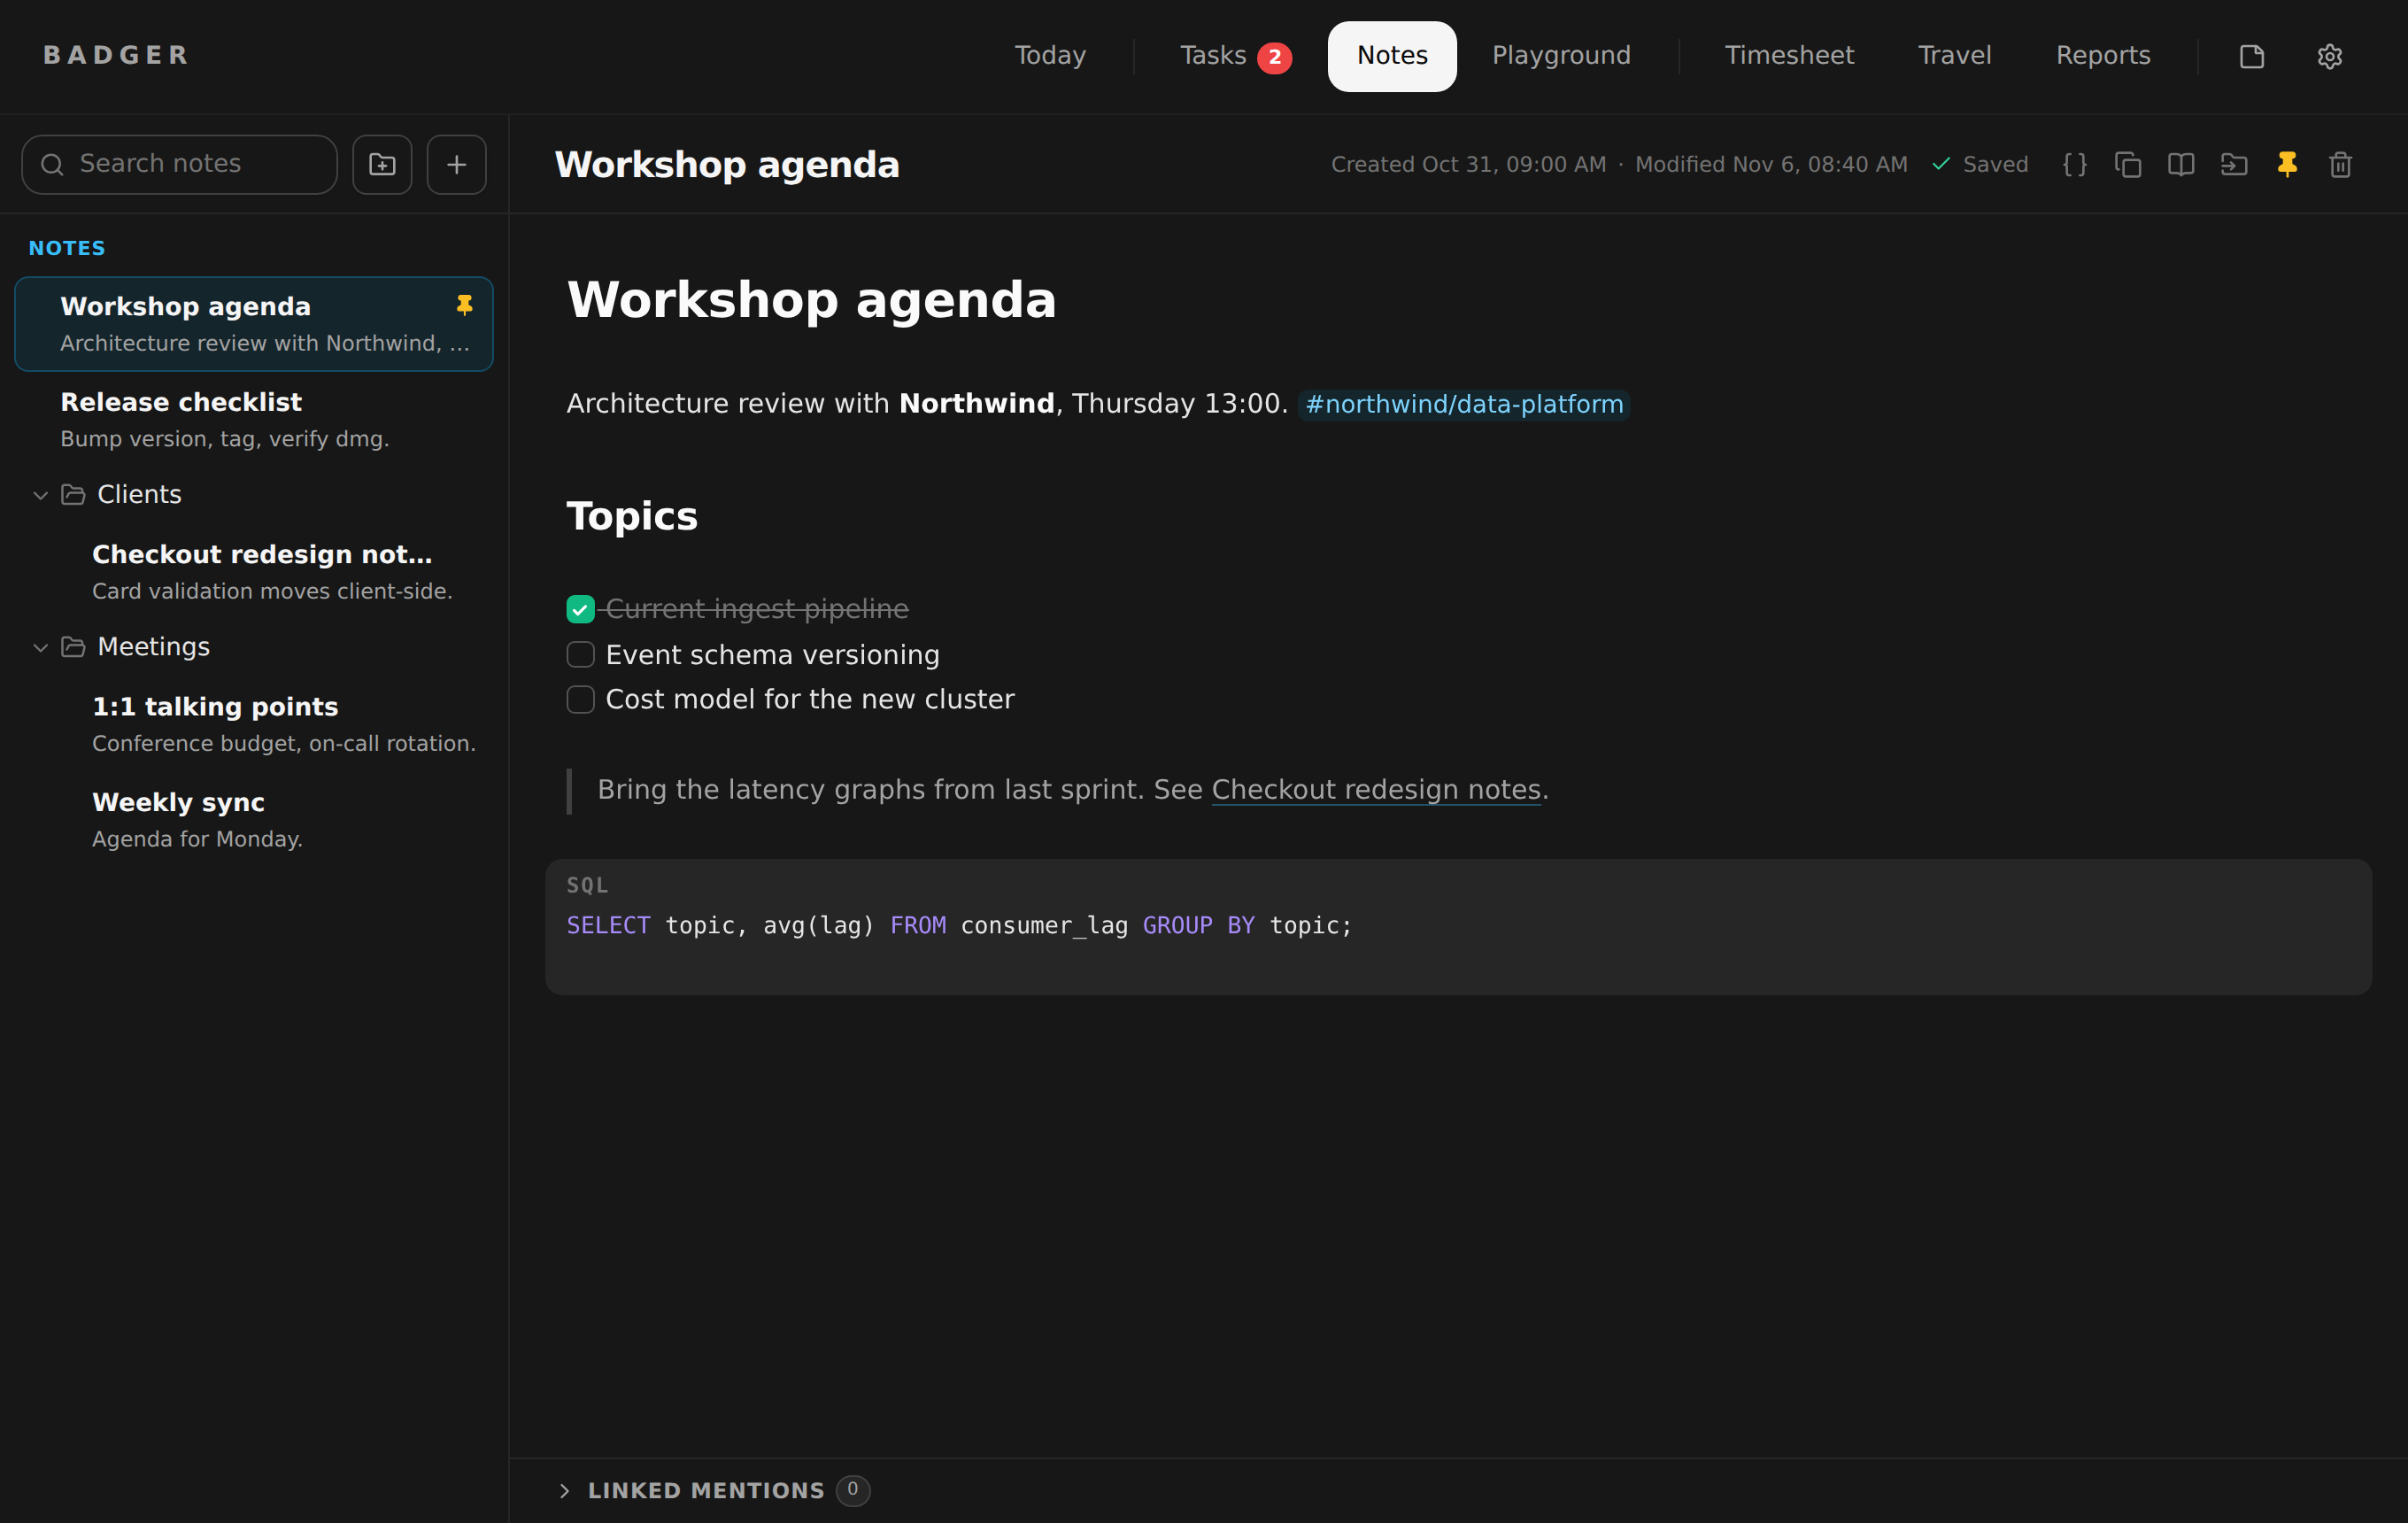 BADGER
Today
Tasks 2
Notes
Playground
Timesheet
Travel
Reports
Search notes
Workshop agenda
Created Oct 31, 09:00 AM · Modified Nov 6, 08:40 AM
Saved
NOTES
Workshop agenda
Architecture review with Northwind, …
Release checklist
Bump version, tag, verify dmg.
Clients
Checkout redesign not…
Card validation moves client-side.
Meetings
1:1 talking points
Conference budget, on-call rotation.
Weekly sync
Agenda for Monday.
Workshop agenda
Architecture review with Northwind, Thursday 13:00. #northwind/data-platform
Topics
Current ingest pipeline
Event schema versioning
Cost model for the new cluster
Bring the latency graphs from last sprint. See Checkout redesign notes.
SQL
SELECT topic, avg(lag) FROM consumer_lag GROUP BY topic;
LINKED MENTIONS 0